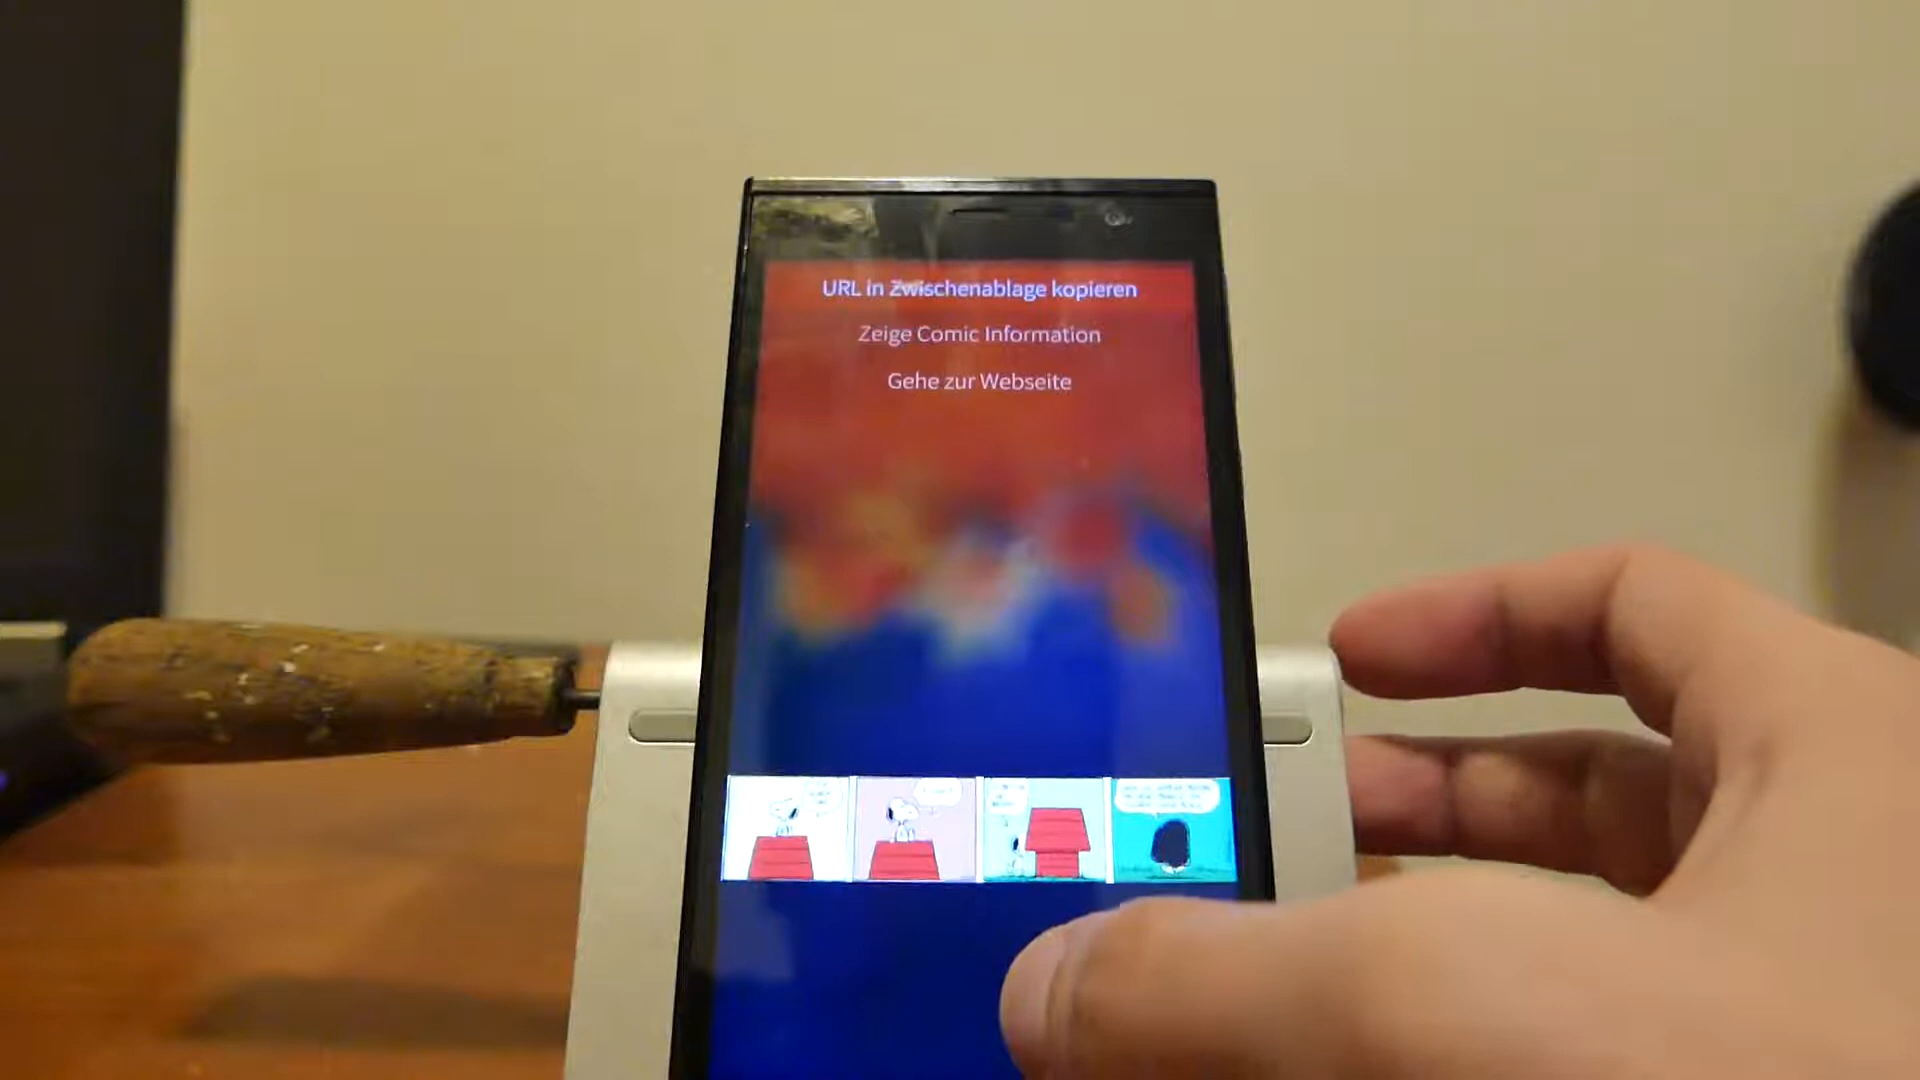 URL in Zwischenablage kopieren
Zeige Comic Information
Gehe zur Webseite